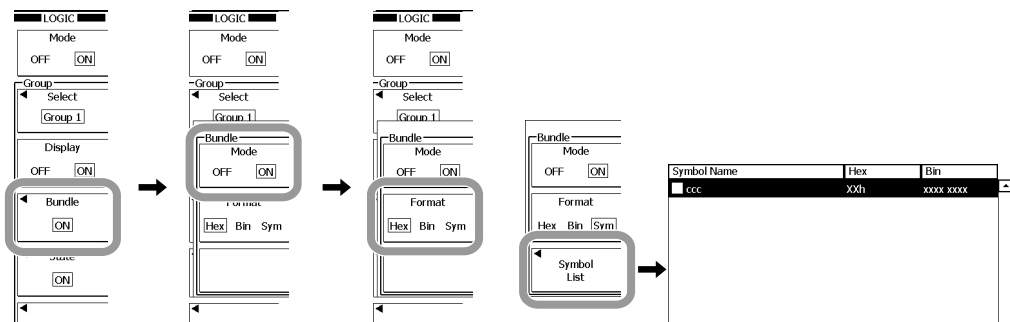 LOGIC
Mode
OFF ON
Group
Select
Group 1
Display
OFF ON
Bundle
ON
State
ON
LOGIC
Mode
OFF ON
Group
Select
Group 1
Bundle
Mode
OFF ON
Format
Hex Bin Sym
LOGIC
Mode
OFF ON
Group
Select
Group 1
Bundle
Mode
OFF ON
Format
Hex Bin Sym
Bundle
Mode
OFF ON
Format
Hex Bin Sym
Symbol
List
Symbol Name Hex Bin
ccc XXh xxxx xxxx